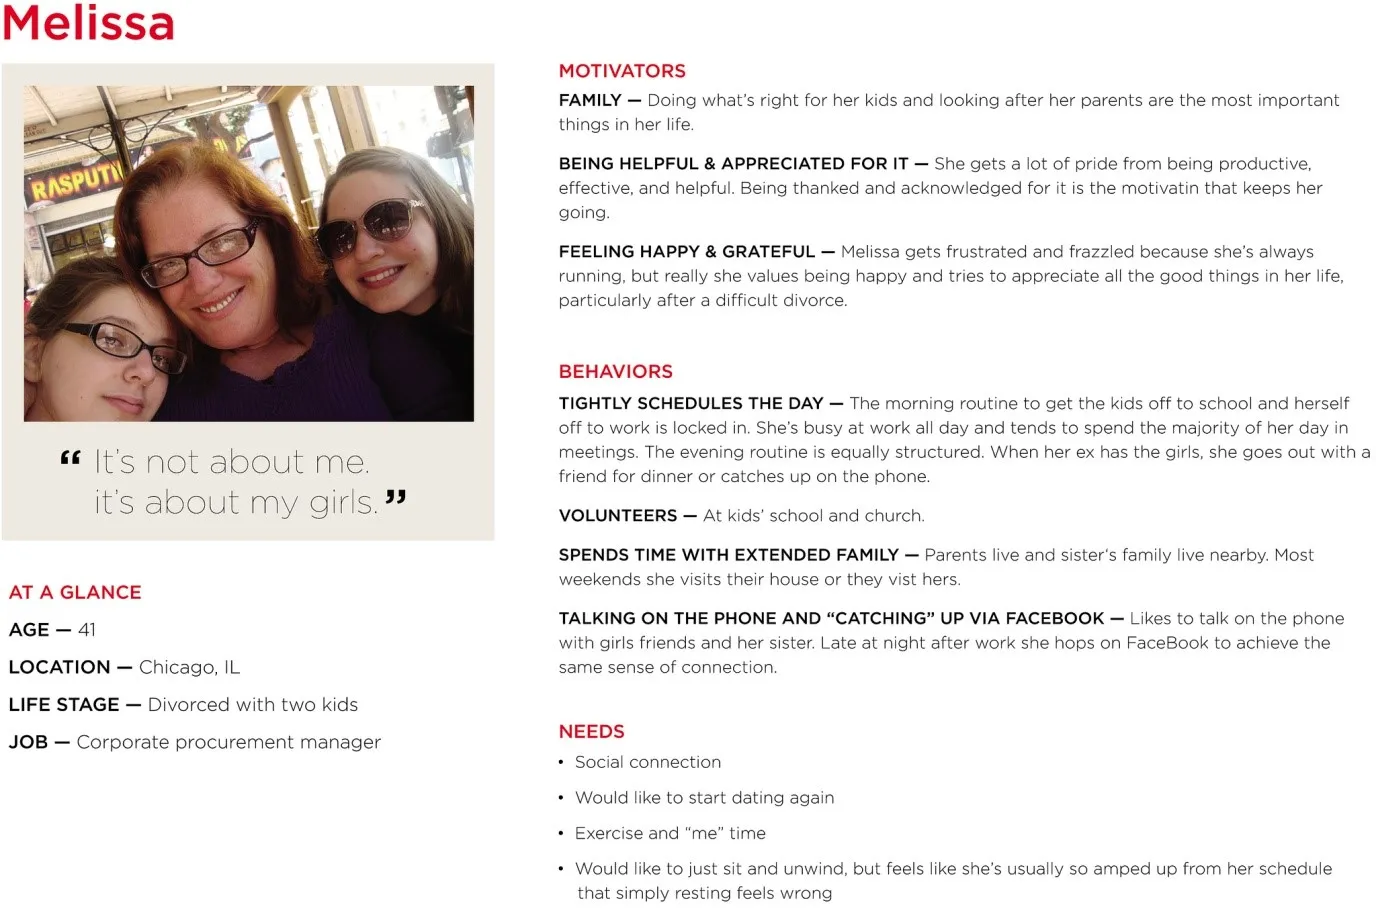 Melissa
RASPUTI
“ It’s not about me.
it’s about my girls.”
AT A GLANCE
AGE — 41
LOCATION — Chicago, IL
LIFE STAGE — Divorced with two kids
JOB — Corporate procurement manager
MOTIVATORS
FAMILY — Doing what’s right for her kids and looking after her parents are the most important
things in her life.
BEING HELPFUL & APPRECIATED FOR IT — She gets a lot of pride from being productive,
effective, and helpful. Being thanked and acknowledged for it is the motivatin that keeps her
going.
FEELING HAPPY & GRATEFUL — Melissa gets frustrated and frazzled because she’s always
running, but really she values being happy and tries to appreciate all the good things in her life,
particularly after a difficult divorce.
BEHAVIORS
TIGHTLY SCHEDULES THE DAY — The morning routine to get the kids off to school and herself
off to work is locked in. She’s busy at work all day and tends to spend the majority of her day in
meetings. The evening routine is equally structured. When her ex has the girls, she goes out with a
friend for dinner or catches up on the phone.
VOLUNTEERS — At kids’ school and church.
SPENDS TIME WITH EXTENDED FAMILY — Parents live and sister‘s family live nearby. Most
weekends she visits their house or they vist hers.
TALKING ON THE PHONE AND “CATCHING” UP VIA FACEBOOK — Likes to talk on the phone
with girls friends and her sister. Late at night after work she hops on FaceBook to achieve the
same sense of connection.
NEEDS
• Social connection
• Would like to start dating again
• Exercise and “me” time
• Would like to just sit and unwind, but feels like she’s usually so amped up from her schedule
that simply resting feels wrong